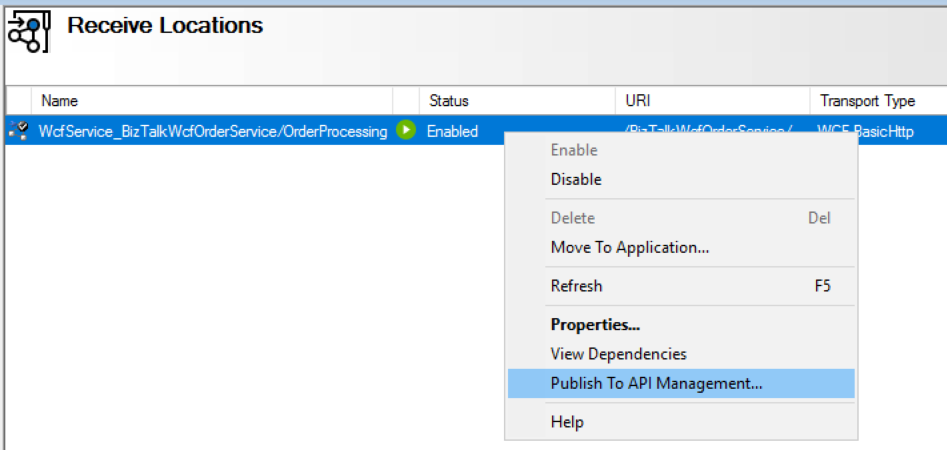 Receive Locations
Name Status URI Transport Type
WcfService_BizTalkWcfOrderService/OrderProcessing Enabled /BizTalkWcfOrderService/ WCF-BasicHttp
Enable
Disable
Delete Del
Move To Application...
Refresh F5
Properties...
View Dependencies
Publish To API Management...
Help